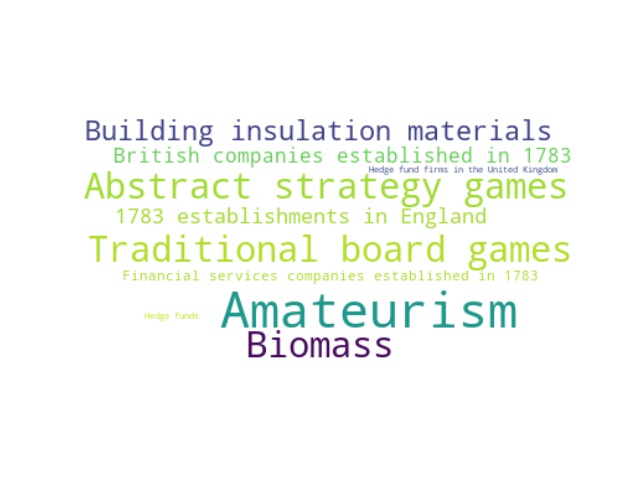 Building insulation materials
British companies established in 1783
Hedge fund firms in the United Kingdom
Abstract strategy games
1783 establishments in England
Traditional board games
Financial services companies established in 1783
Amateurism
Hedge funds
Biomass